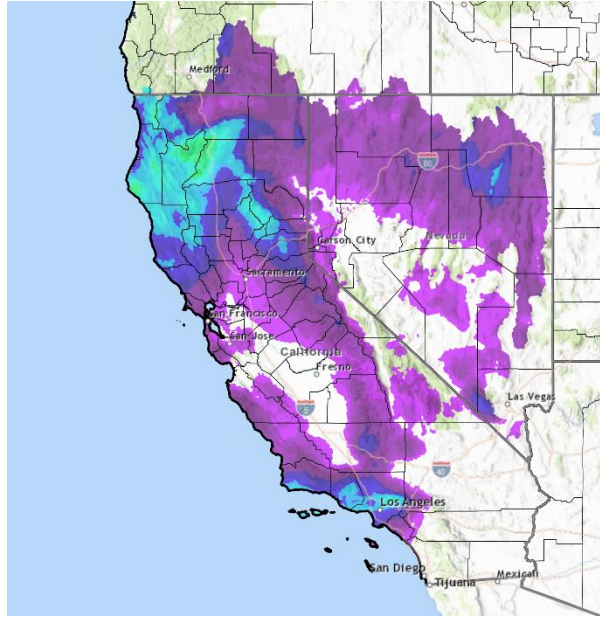 Medford
80
Carson City
Nevada
Sacramento
San Francisco
San Jose
California
Fresno
5
Las Vegas
40
Los Angeles
San Diego
Tijuana
Mexicali